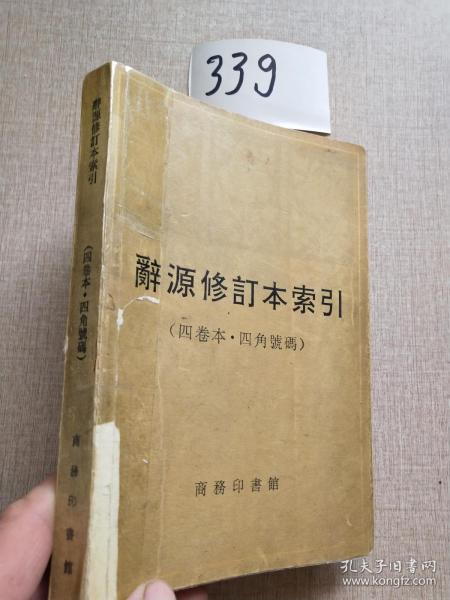 339
辭源修訂本索引
(四卷本·四角號碼)
商務印書館
辭源修訂本索引
(四卷本·四角號碼)
商務印書館
孔夫子旧书网
www.kongfz.com